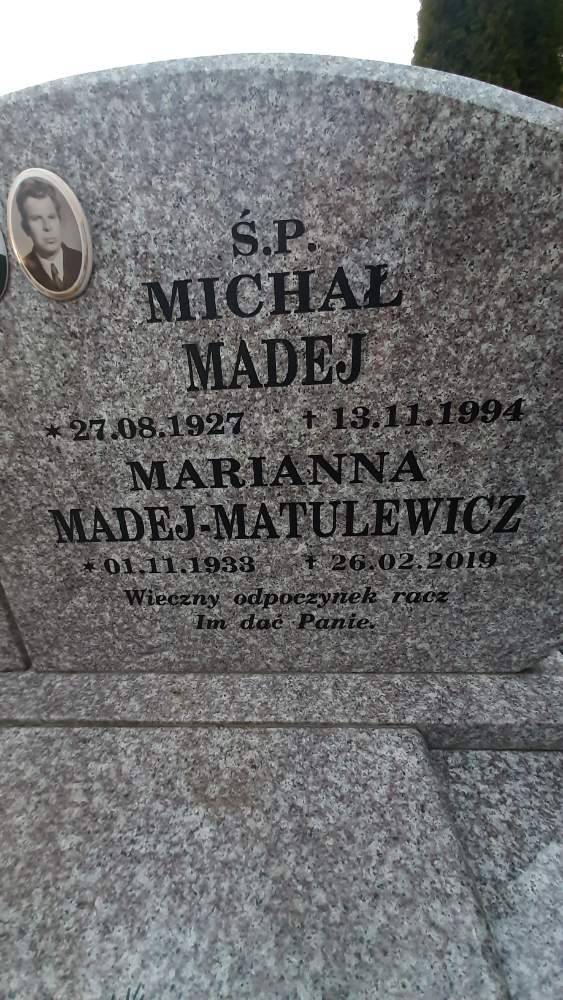 Ś.P.
MICHAŁ
MADEJ
* 27.08.1927 † 13.11.1994
MARIANNA
MADEJ-MATULEWICZ
* 01.11.1933 † 26.02.2019
Wieczny odpoczynek racz
Im dać Panie.